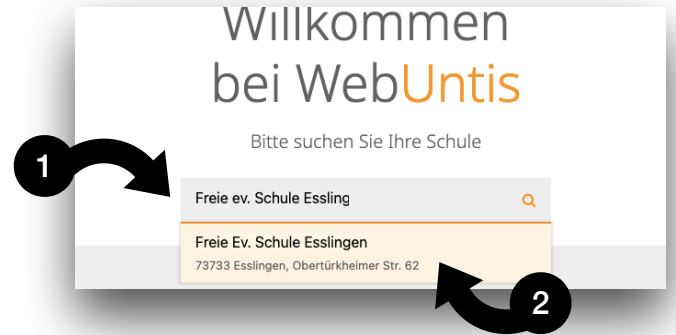 Willkommen
bei WebUntis
Bitte suchen Sie Ihre Schule
1
Freie ev. Schule Essling
Freie Ev. Schule Esslingen
73733 Esslingen, Obertürkheimer Str. 62
2